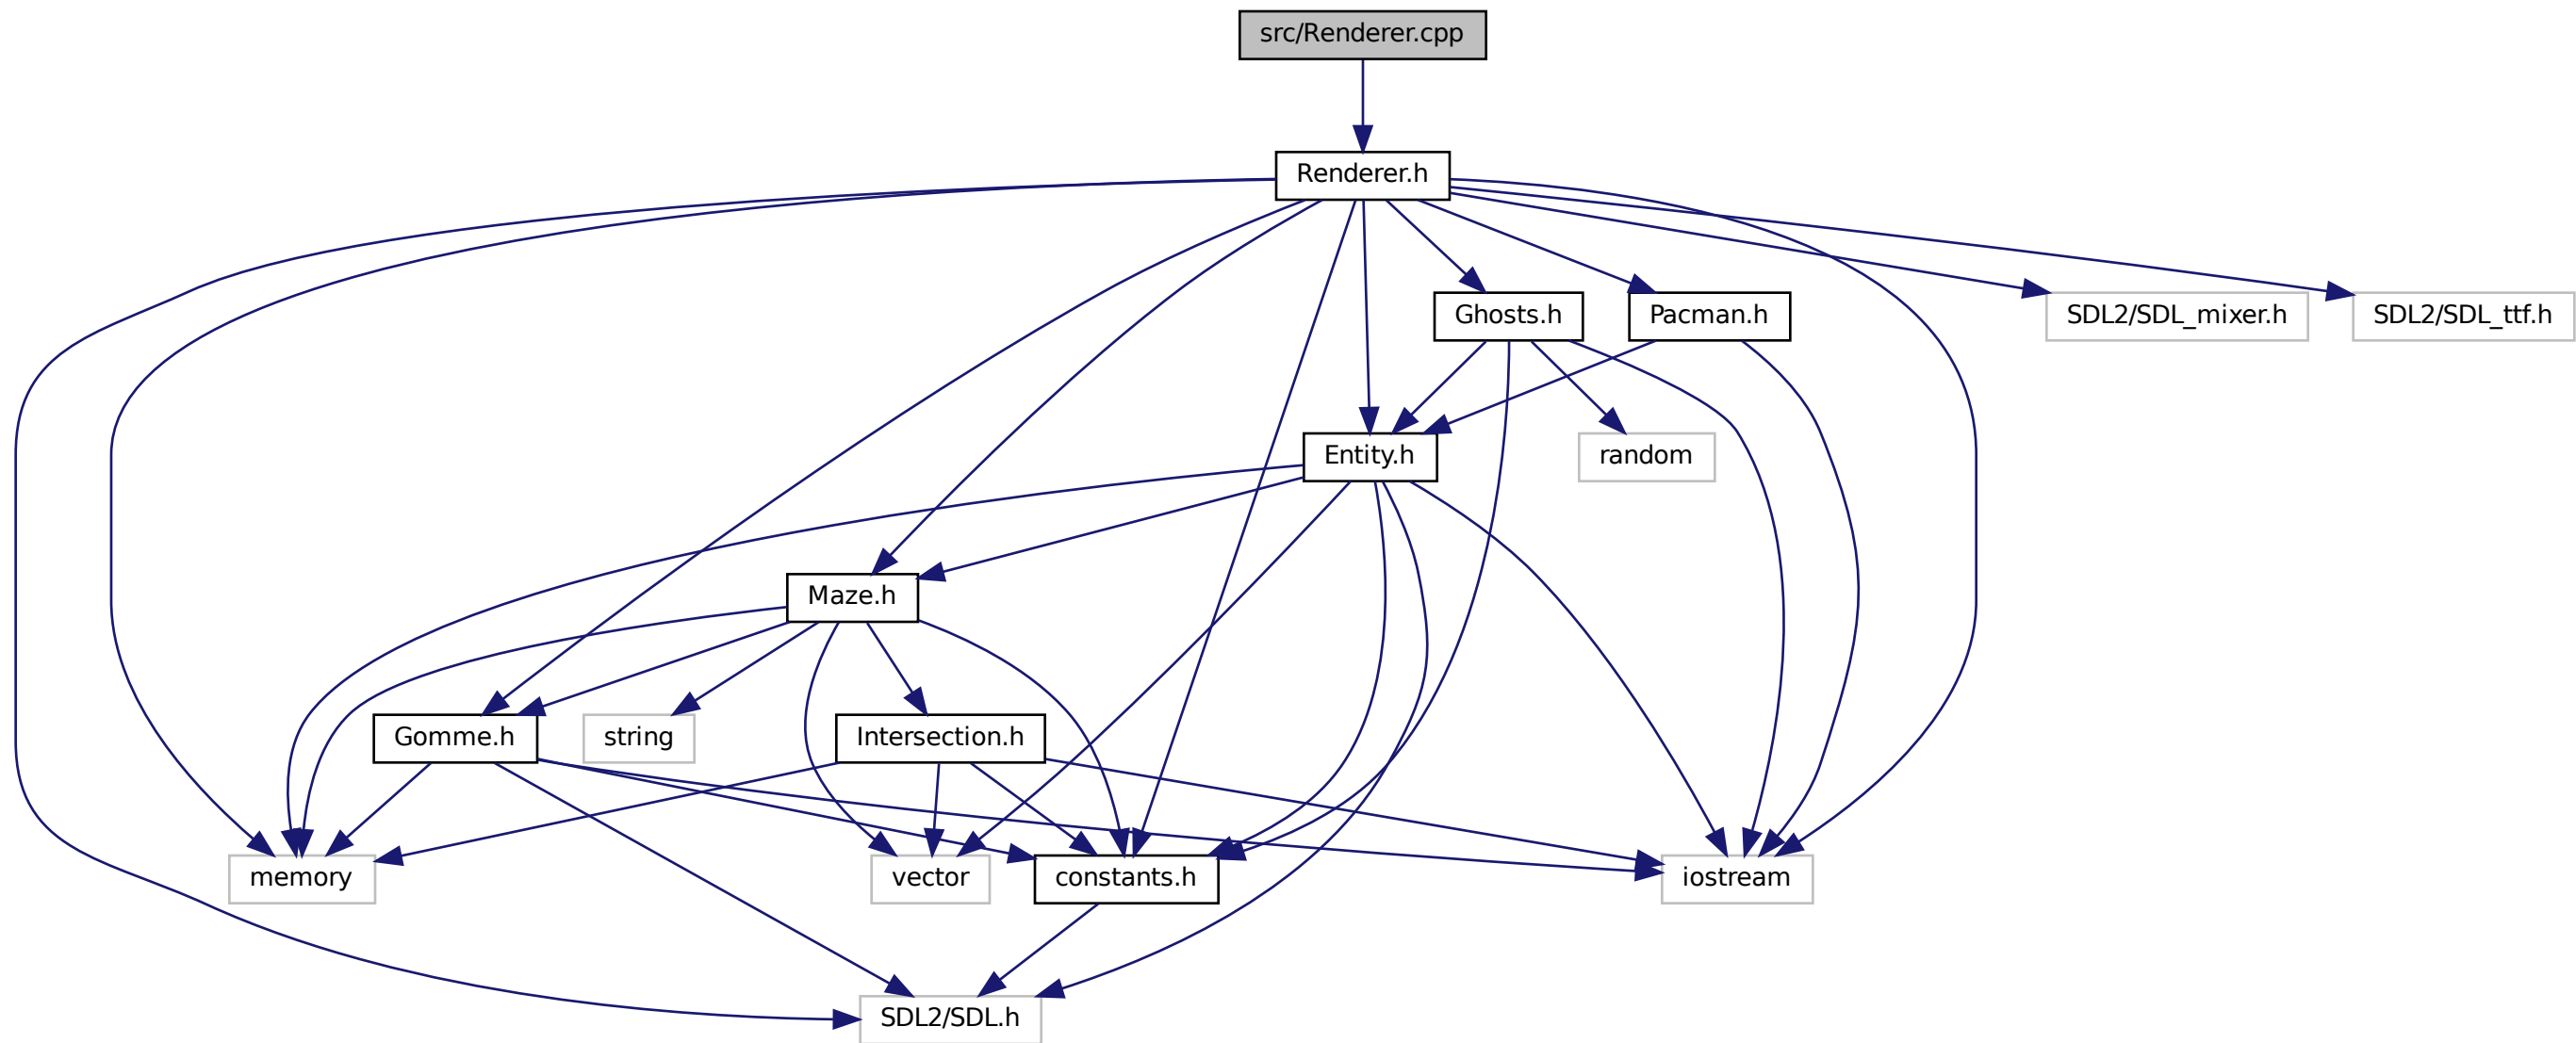 src/Renderer.cpp
Renderer.h
Ghosts.h
Pacman.h
SDL2/SDL_mixer.h
SDL2/SDL_ttf.h
Entity.h
random
Maze.h
Gomme.h
string
Intersection.h
memory
vector
constants.h
iostream
SDL2/SDL.h